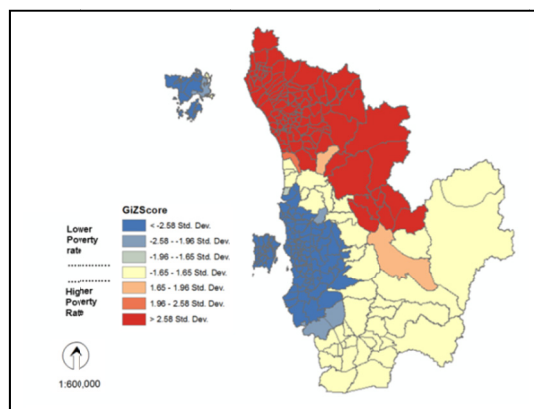 GiZScore
Lower
Poverty
rate
Higher
Poverty
Rate
< -2.58 Std. Dev.
-2.58 - -1.96 Std. Dev.
-1.96 - -1.65 Std. Dev.
-1.65 - 1.65 Std. Dev.
1.65 - 1.96 Std. Dev.
1.96 - 2.58 Std. Dev.
> 2.58 Std. Dev.
1:600,000